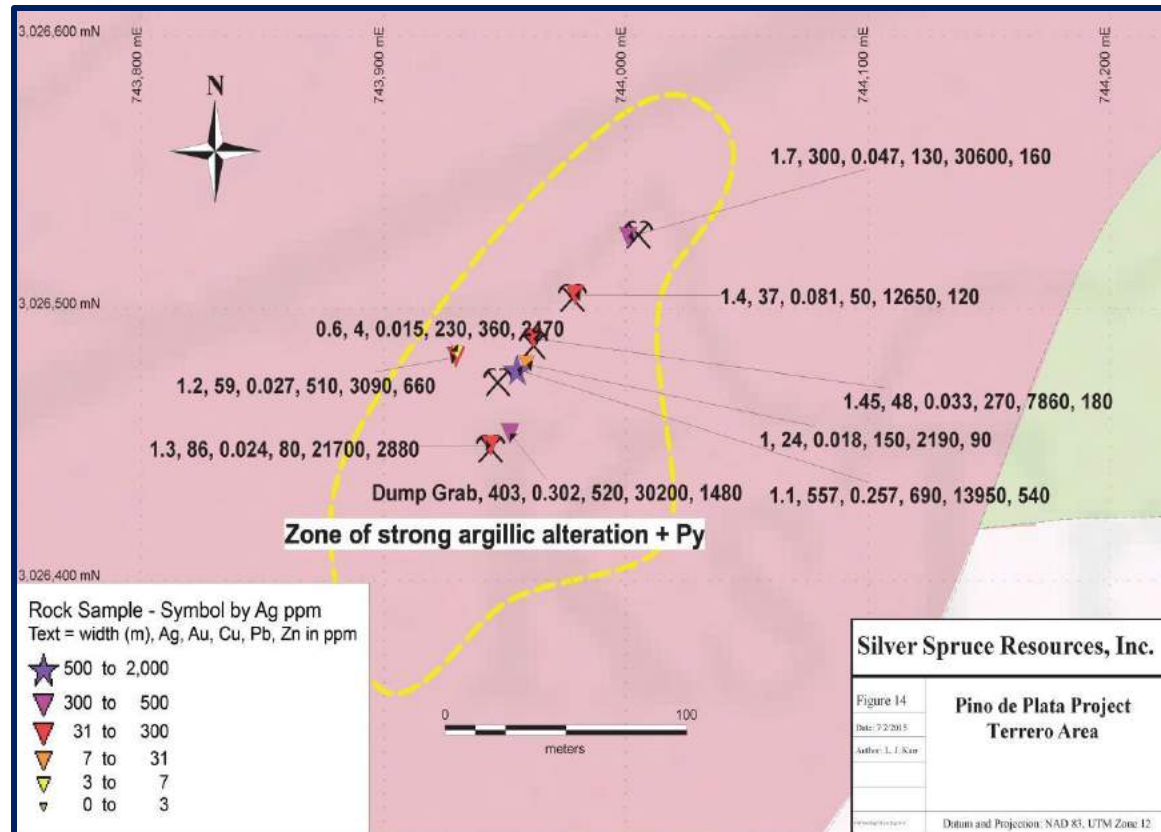 3,026,600 mN
743,800 mE
743,900 mE
744,000 mE
744,100 mE
744,200 mE
N
1.7, 300, 0.047, 130, 30600, 160
3,026,500 mN
1.4, 37, 0.081, 50, 12650, 120
0.6, 4, 0.015, 230, 360, 2470
1.2, 59, 0.027, 510, 3090, 660
1.45, 48, 0.033, 270, 7860, 180
1.3, 86, 0.024, 80, 21700, 2880
1, 24, 0.018, 150, 2190, 90
Dump Grab, 403, 0.302, 520, 30200, 1480
1.1, 557, 0.257, 690, 13950, 540
Zone of strong argillic alteration + Py
3,026,400 mN
Rock Sample - Symbol by Ag ppm
Text = width (m), Ag, Au, Cu, Pb, Zn in ppm
500 to 2,000
300 to 500
31 to 300
7 to 31
3 to 7
0 to 3
0 100
meters
Silver Spruce Resources, Inc.
Figure 14
Date: 7/2/2015
Author: L. J. Karr
Pino de Plata Project
Terrero Area
Datum and Projection: NAD 83, UTM Zone 12